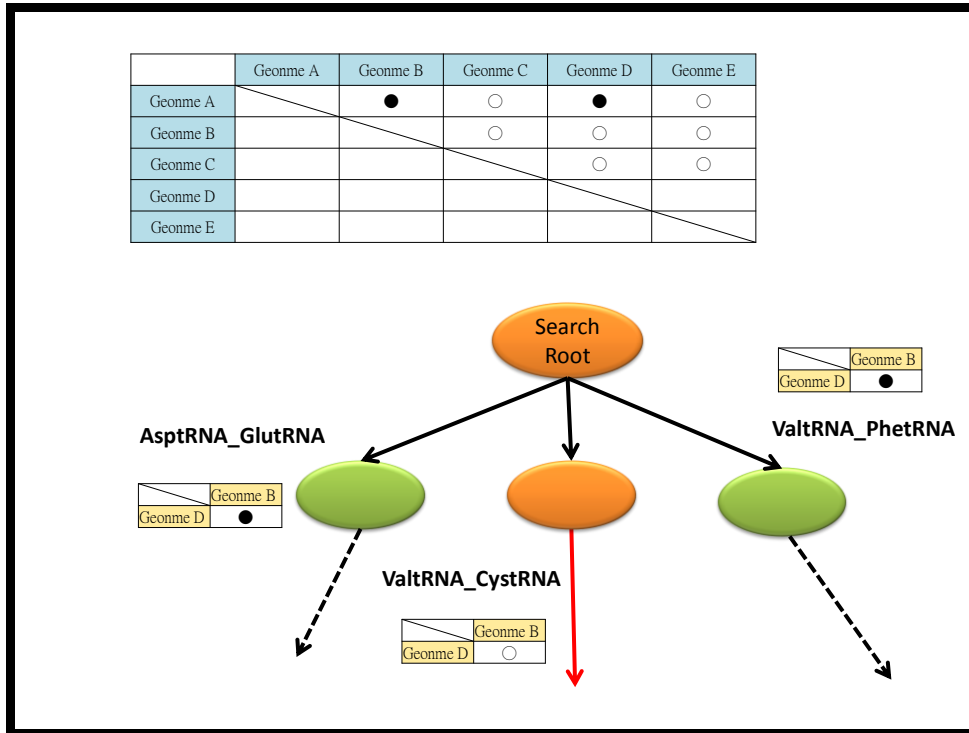 Geonme A Geonme B Geonme C Geonme D Geonme E
Geonme A ● ○ ● ○
Geonme B ○ ○ ○
Geonme C ○ ○
Geonme D
Geonme E
Search
Root
Geonme B
Geonme D ●
ValtRNA_PhetRNA
AsptRNA_GlutRNA
Geonme B
Geonme D ●
ValtRNA_CystRNA
Geonme B
Geonme D ○